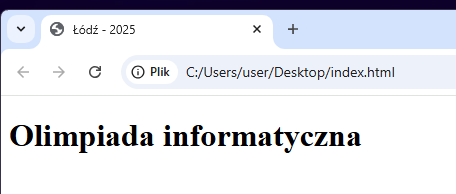 Łódź - 2025
Plik C:/Users/user/Desktop/index.html
Olimpiada informatyczna